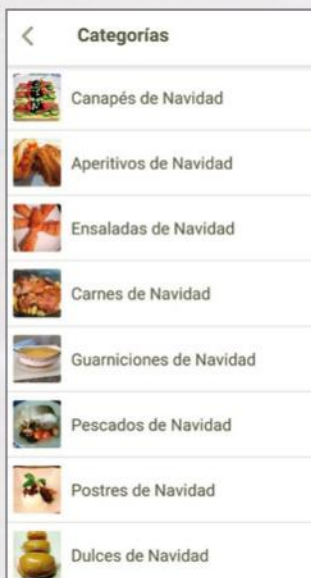 Categorías
Canapés de Navidad
Aperitivos de Navidad
Ensaladas de Navidad
Carnes de Navidad
Guarniciones de Navidad
Pescados de Navidad
Postres de Navidad
Dulces de Navidad